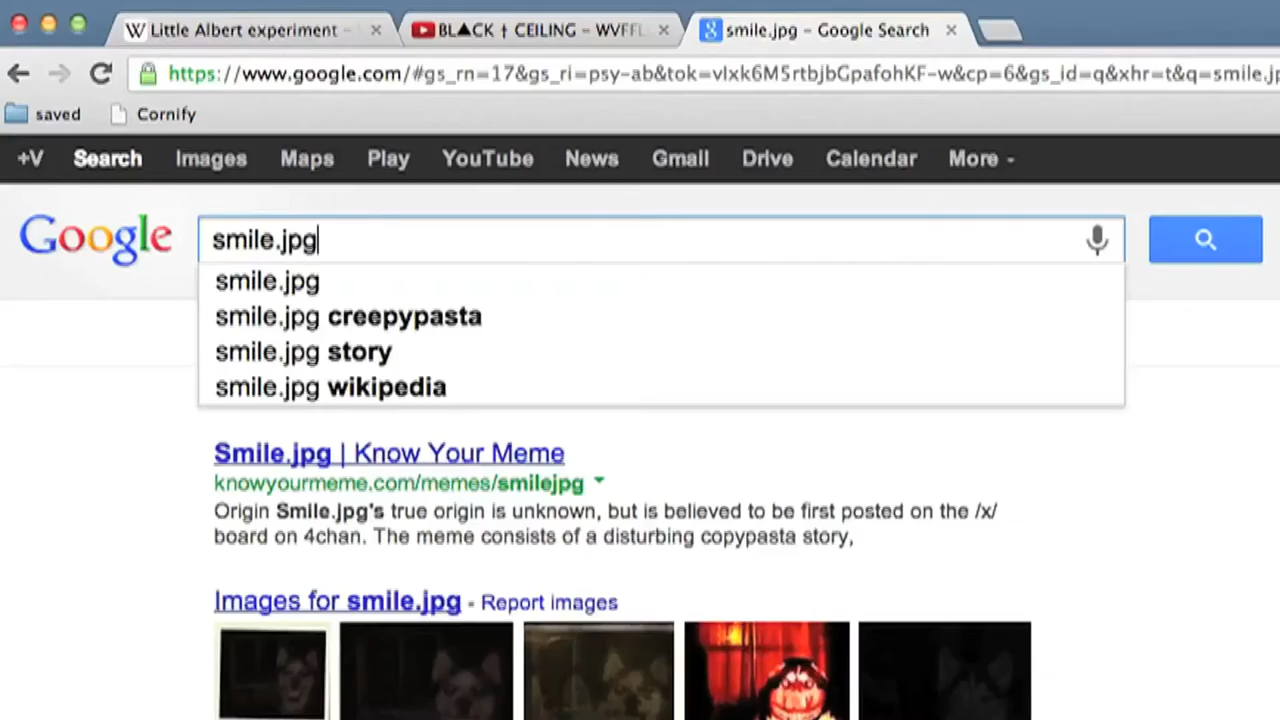 Little Albert experiment –
BL▲CK † CEILING – WVFFL
smile.jpg – Google Search
https://www.google.com/#gs_rn=17&gs_ri=psy-ab&tok=vlxk6M5rtbjbGpafohKF-w&cp=6&gs_id=q&xhr=t&q=smile.jp
saved
Cornify
+V Search Images Maps Play YouTube News Gmail Drive Calendar More
Google
smile.jpg
smile.jpg
smile.jpg creepypasta
smile.jpg story
smile.jpg wikipedia
Smile.jpg | Know Your Meme
knowyourmeme.com/memes/smilejpg
Origin Smile.jpg's true origin is unknown, but is believed to be first posted on the /x/
board on 4chan. The meme consists of a disturbing copypasta story,
Images for smile.jpg - Report images